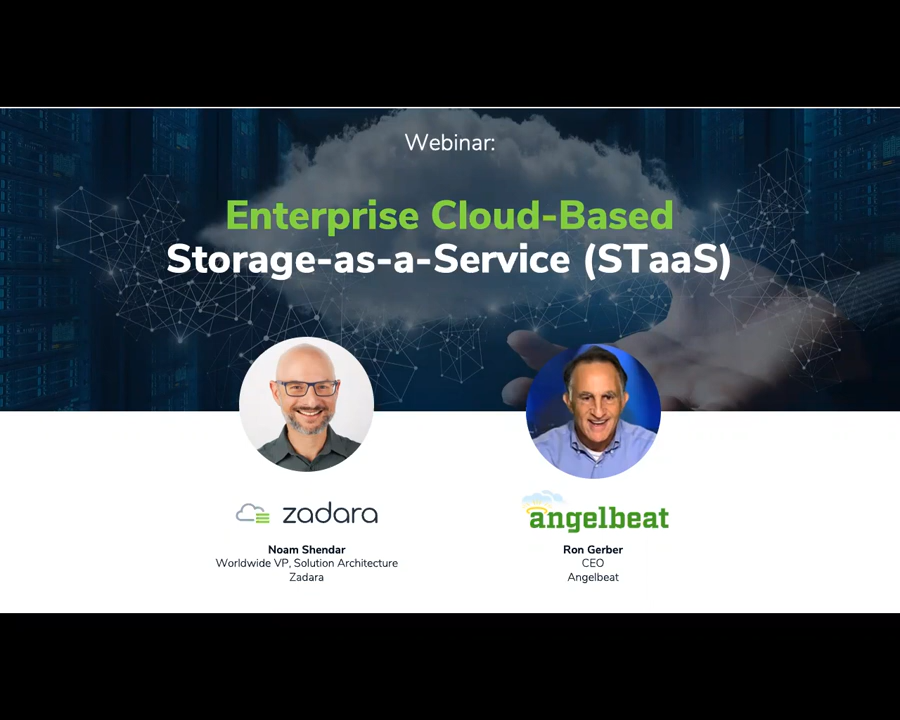 Webinar:
Enterprise Cloud-Based
Storage-as-a-Service (STaaS)
zadara
angelbeat
Noam Shendar
Worldwide VP, Solution Architecture
Zadara
Ron Gerber
CEO
Angelbeat